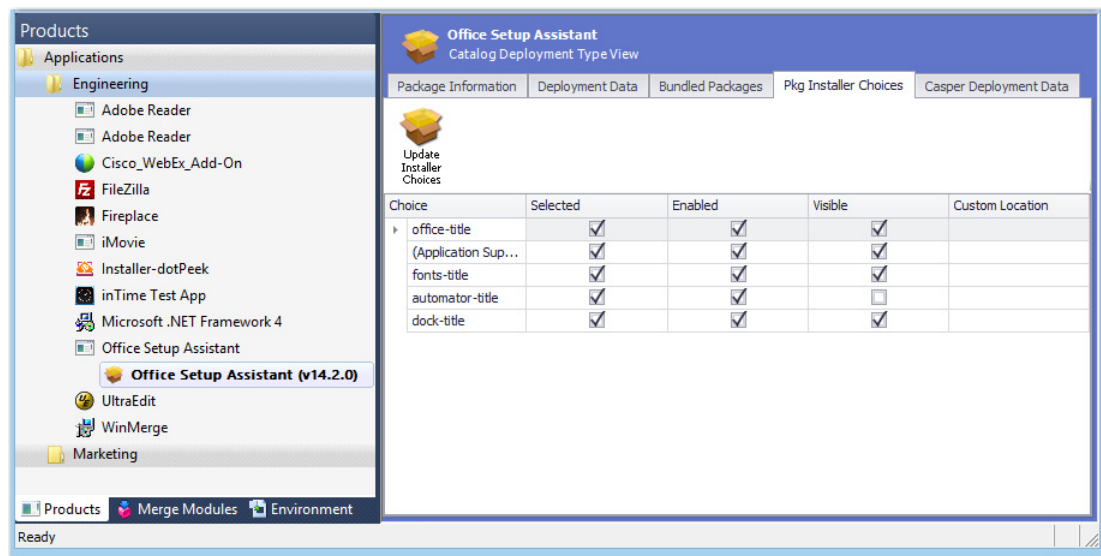 Products
Applications
Engineering
Adobe Reader
Adobe Reader
Cisco_WebEx_Add-On
FileZilla
Fireplace
iMovie
Installer-dotPeek
inTime Test App
Microsoft .NET Framework 4
Office Setup Assistant
Office Setup Assistant (v14.2.0)
UltraEdit
WinMerge
Marketing
Products Merge Modules Environment
Ready
Office Setup Assistant
Catalog Deployment Type View
Package Information Deployment Data Bundled Packages Pkg Installer Choices Casper Deployment Data
Update
Installer
Choices
Choice Selected Enabled Visible Custom Location
office-title
(Application Sup...
fonts-title
automator-title
dock-title